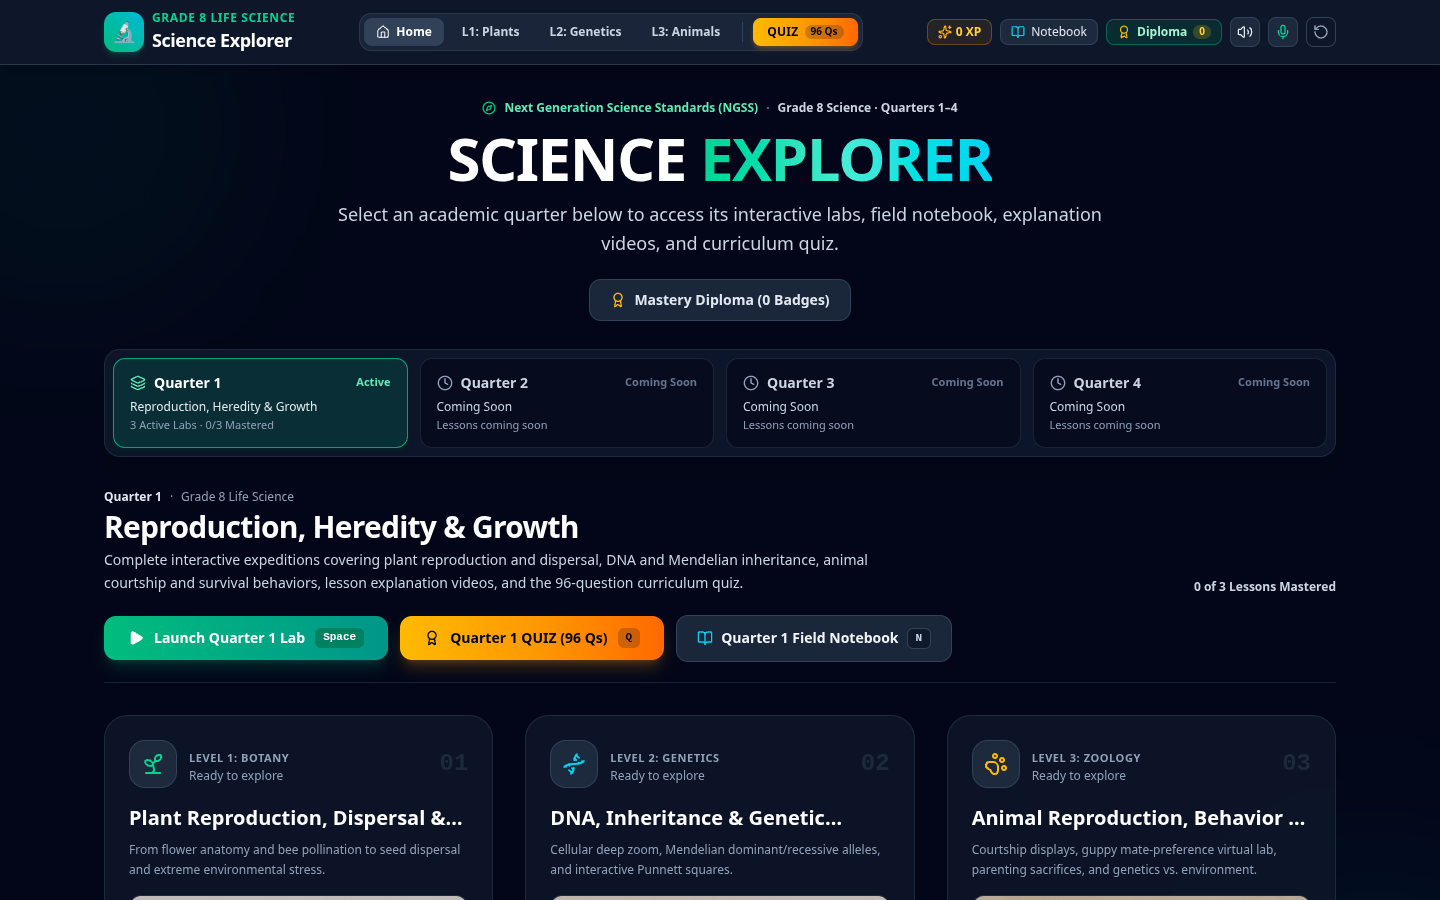 GRADE 8 LIFE SCIENCE
Science Explorer
Home
L1: Plants
L2: Genetics
L3: Animals
QUIZ 96 Qs
0 XP
Notebook
Diploma 0
Next Generation Science Standards (NGSS) · Grade 8 Science · Quarters 1–4
SCIENCE EXPLORER
Select an academic quarter below to access its interactive labs, field notebook, explanation
videos, and curriculum quiz.
Mastery Diploma (0 Badges)
Quarter 1 Active
Reproduction, Heredity & Growth
3 Active Labs · 0/3 Mastered
Quarter 2 Coming Soon
Coming Soon
Lessons coming soon
Quarter 3 Coming Soon
Coming Soon
Lessons coming soon
Quarter 4 Coming Soon
Coming Soon
Lessons coming soon
Quarter 1 · Grade 8 Life Science
Reproduction, Heredity & Growth
Complete interactive expeditions covering plant reproduction and dispersal, DNA and Mendelian inheritance, animal
courtship and survival behaviors, lesson explanation videos, and the 96-question curriculum quiz.
0 of 3 Lessons Mastered
Launch Quarter 1 Lab Space
Quarter 1 QUIZ (96 Qs) Q
Quarter 1 Field Notebook N
LEVEL 1: BOTANY
Ready to explore
01
Plant Reproduction, Dispersal &...
From flower anatomy and bee pollination to seed dispersal
and extreme environmental stress.
LEVEL 2: GENETICS
Ready to explore
02
DNA, Inheritance & Genetic...
Cellular deep zoom, Mendelian dominant/recessive alleles,
and interactive Punnett squares.
LEVEL 3: ZOOLOGY
Ready to explore
03
Animal Reproduction, Behavior ...
Courtship displays, guppy mate-preference virtual lab,
parenting sacrifices, and genetics vs. environment.